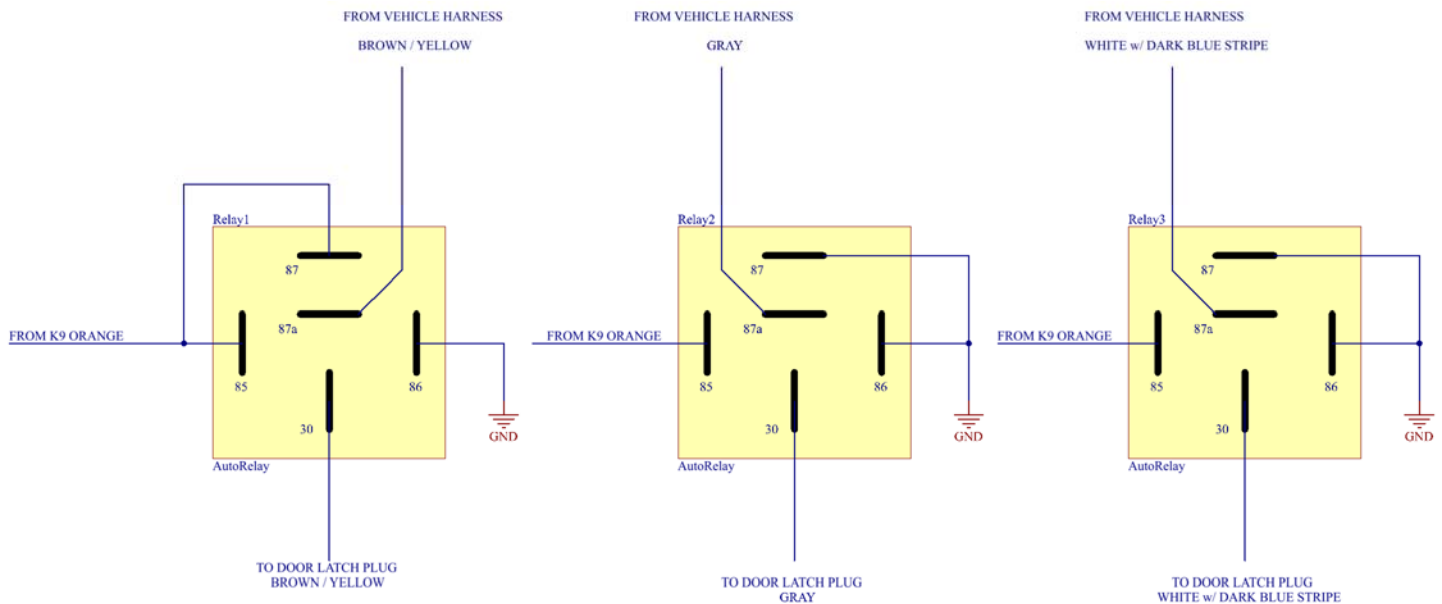 FROM VEHICLE HARNESS
BROWN / YELLOW
FROM VEHICLE HARNESS
GRAY
FROM VEHICLE HARNESS
WHITE w/ DARK BLUE STRIPE
Relay1
87
87a
FROM K9 ORANGE
85
86
30
GND
AutoRelay
TO DOOR LATCH PLUG
BROWN / YELLOW
Relay2
87
87a
FROM K9 ORANGE
85
86
30
GND
AutoRelay
TO DOOR LATCH PLUG
GRAY
Relay3
87
87a
FROM K9 ORANGE
85
86
30
GND
AutoRelay
TO DOOR LATCH PLUG
WHITE w/ DARK BLUE STRIPE